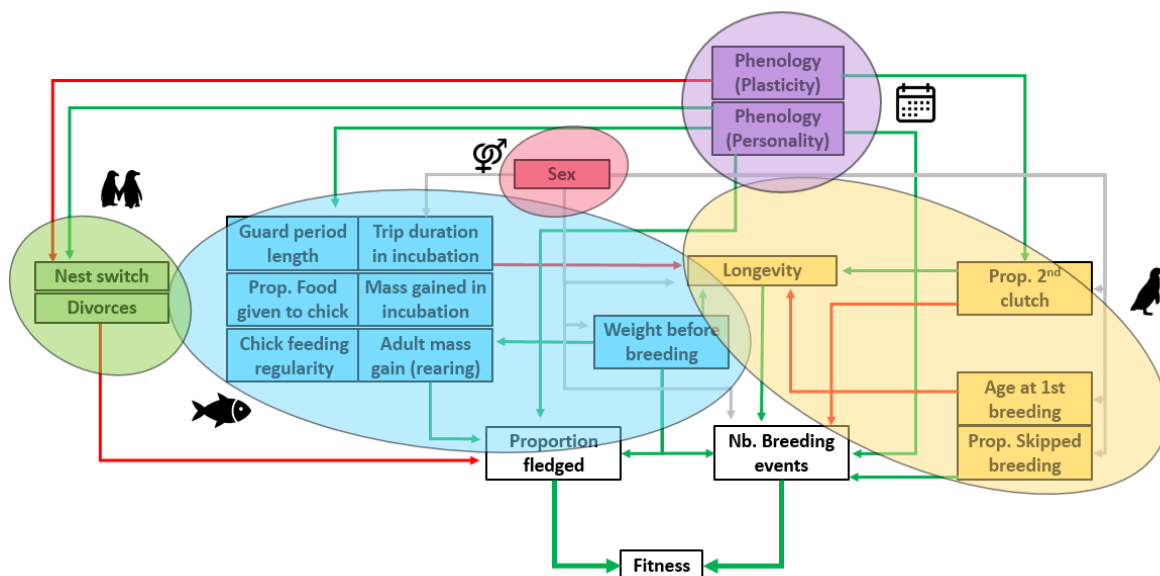 Phenology
(Plasticity)
Phenology
(Personality)
Sex
Guard period
length
Trip duration
in incubation
Nest switch
Divorces
Prop. Food
given to chick
Mass gained in
incubation
Longevity
Prop. 2nd
clutch
Chick feeding
regularity
Adult mass
gain (rearing)
Weight before
breeding
Age at 1st
breeding
Proportion
fledged
Nb. Breeding
events
Prop. Skipped
breeding
Fitness